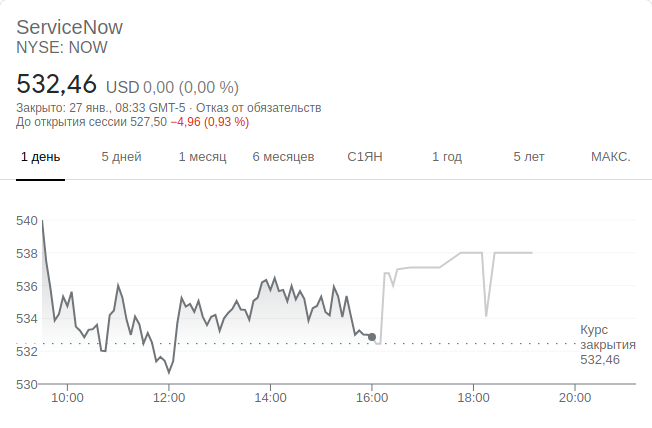 ServiceNow
NYSE: NOW
532,46 USD 0,00 (0,00 %)
Закрыто: 27 янв., 08:33 GMT-5 · Отказ от обязательств
До открытия сессии 527,50 −4,96 (0,93 %)
1 день 5 дней 1 месяц 6 месяцев С1ЯН 1 год 5 лет МАКС.
540
538
536
534
532
530
Курс
закрытия
532,46
10:00 12:00 14:00 16:00 18:00 20:00